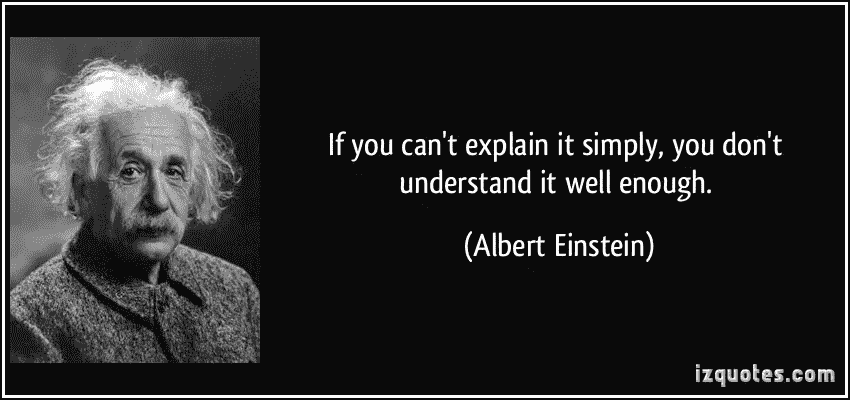 If you can't explain it simply, you don't
understand it well enough.
(Albert Einstein)
izquotes.com